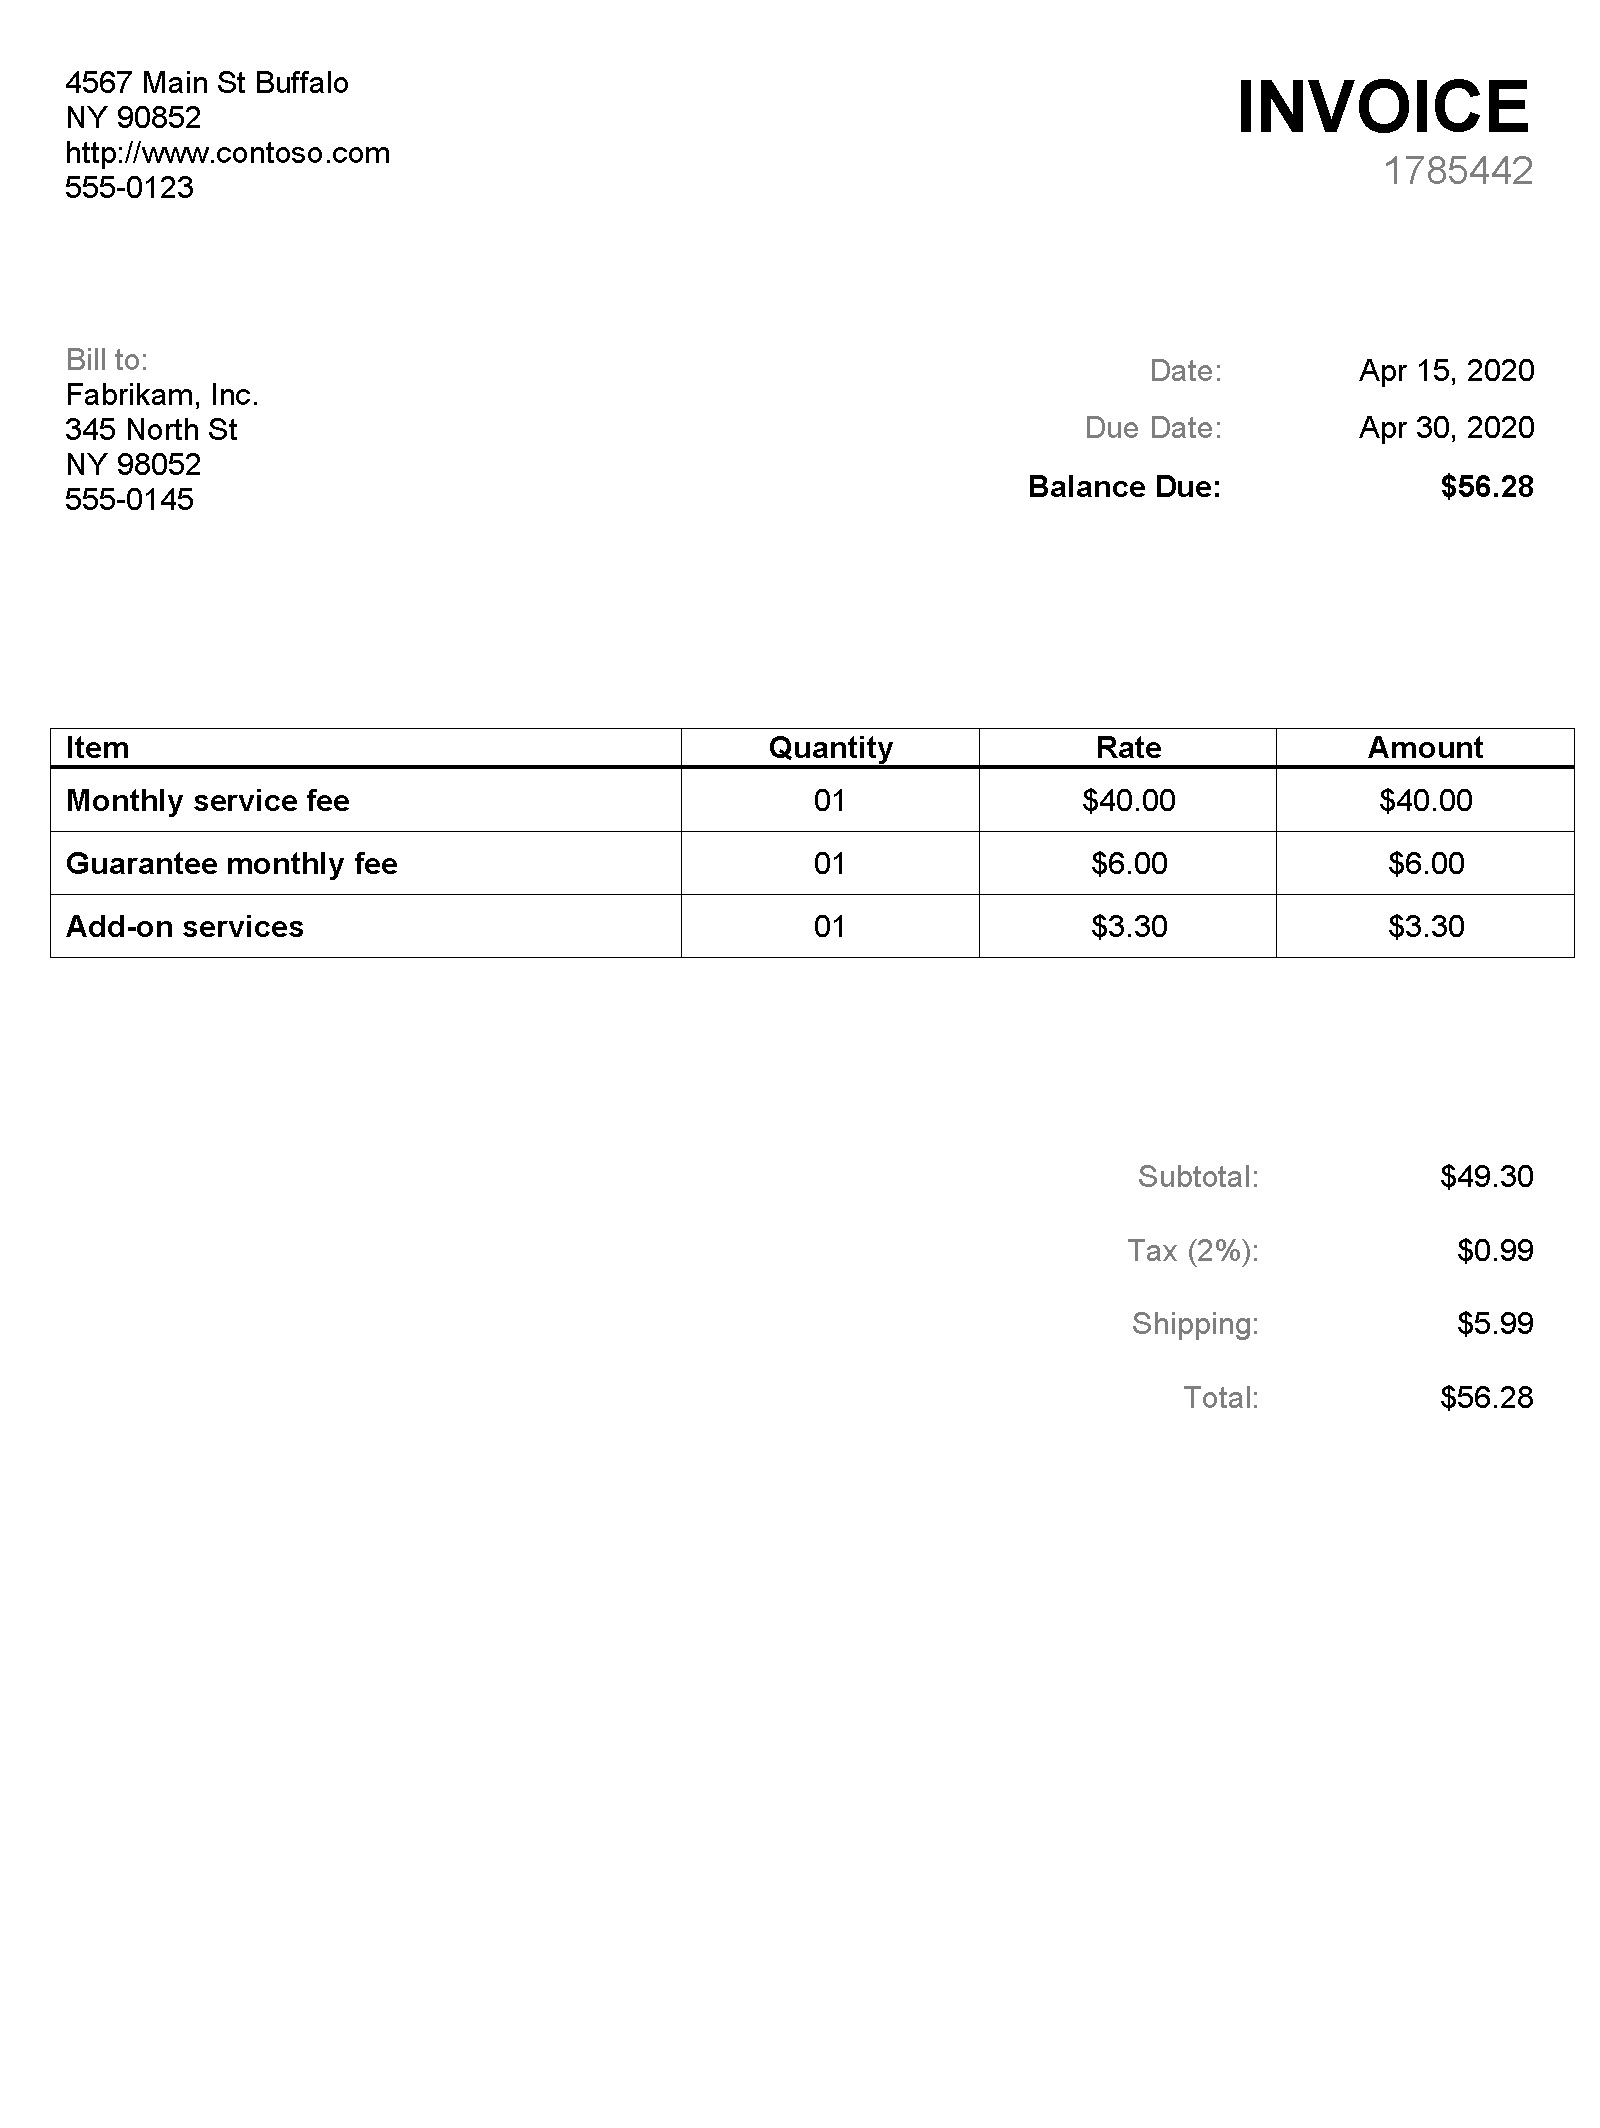 4567 Main St Buffalo
NY 90852
http://www.contoso.com
555-0123
INVOICE
1785442
Bill to:
Fabrikam, Inc.
345 North St
NY 98052
555-0145
Date: Apr 15, 2020
Due Date: Apr 30, 2020
Balance Due: $56.28
Item Quantity Rate Amount
Monthly service fee 01 $40.00 $40.00
Guarantee monthly fee 01 $6.00 $6.00
Add-on services 01 $3.30 $3.30
Subtotal: $49.30
Tax (2%): $0.99
Shipping: $5.99
Total: $56.28